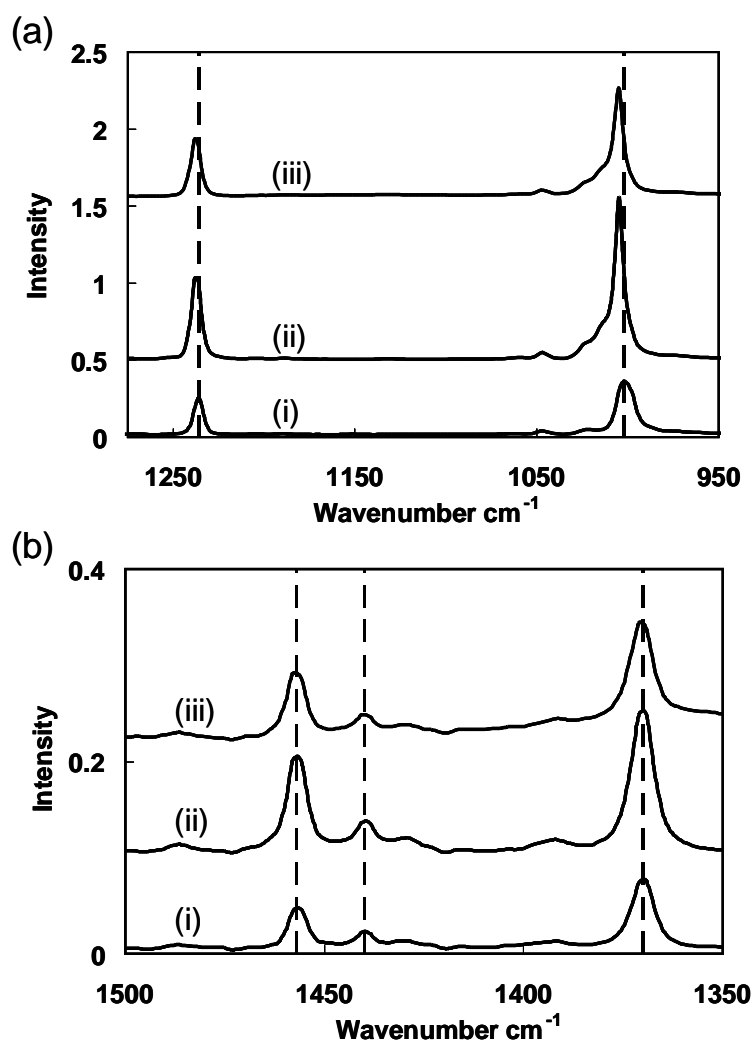 (a)
2.5
2
1.5
1
0.5
0
Intensity
(iii)
(ii)
(i)
1250 1150 1050 950
Wavenumber cm-1
(b)
0.4
0.2
0
Intensity
(iii)
(ii)
(i)
1500 1450 1400 1350
Wavenumber cm-1